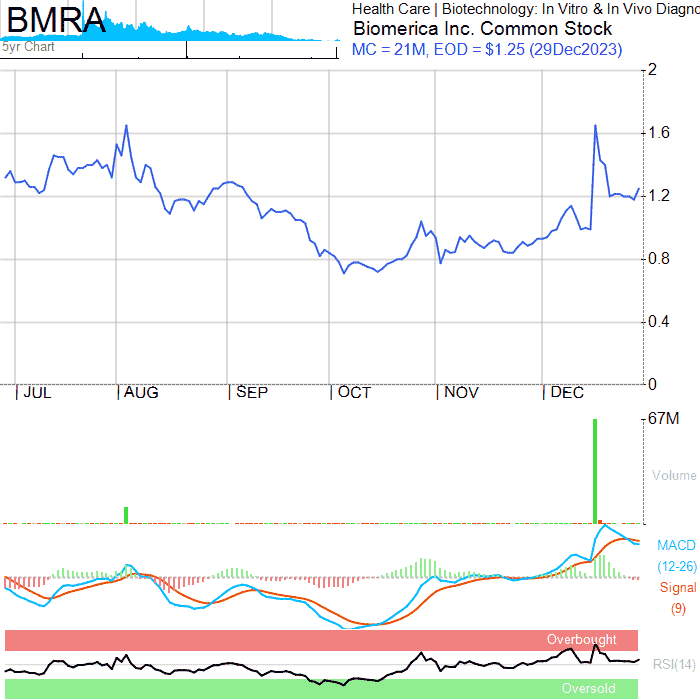 BMRA
5yr Chart
Health Care | Biotechnology: In Vitro & In Vivo Diagno
Biomerica Inc. Common Stock
MC = 21M, EOD = $1.25 (29Dec2023)
2
1.6
1.2
0.8
0.4
0
JUL AUG SEP OCT NOV DEC
67M
Volume
MACD
(12-26)
Signal
(9)
Overbought
RSI(14)
Oversold